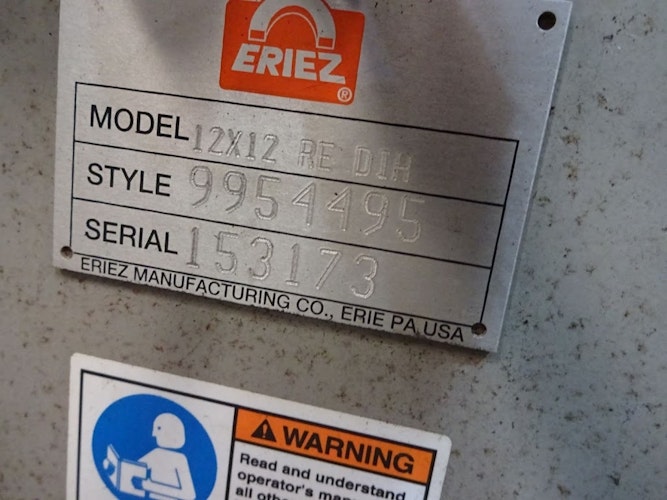 ERIEZ
®
MODEL 12X12 RE DIH
STYLE 9954495
SERIAL 153173
ERIEZ MANUFACTURING CO., ERIE PA USA
WARNING
Read and understand
operator's
all